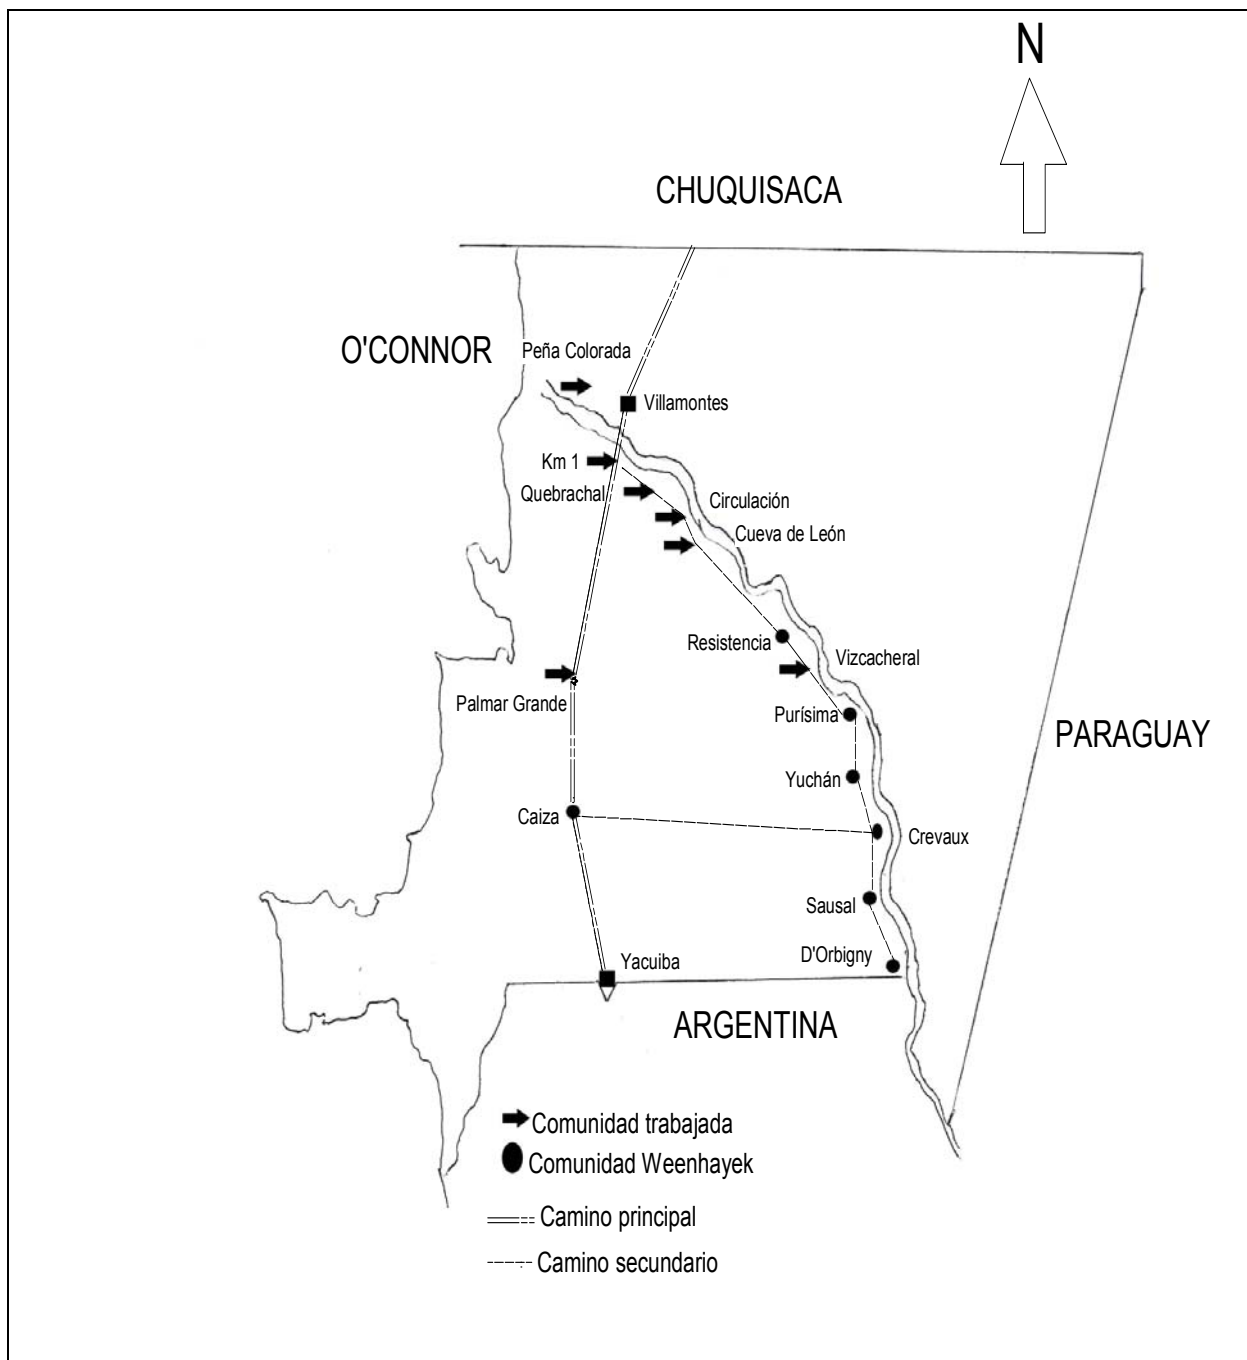 N
CHUQUISACA
O'CONNOR
Peña Colorada
Villamontes
Km 1
Quebrachal
Circulación
Cueva de León
Resistencia
Vizcacheral
Palmar Grande
Purísima
PARAGUAY
Yuchán
Caiza
Crevaux
Sausal
D'Orbigny
Yacuiba
ARGENTINA
Comunidad trabajada
Comunidad Weenhayek
Camino principal
Camino secundario